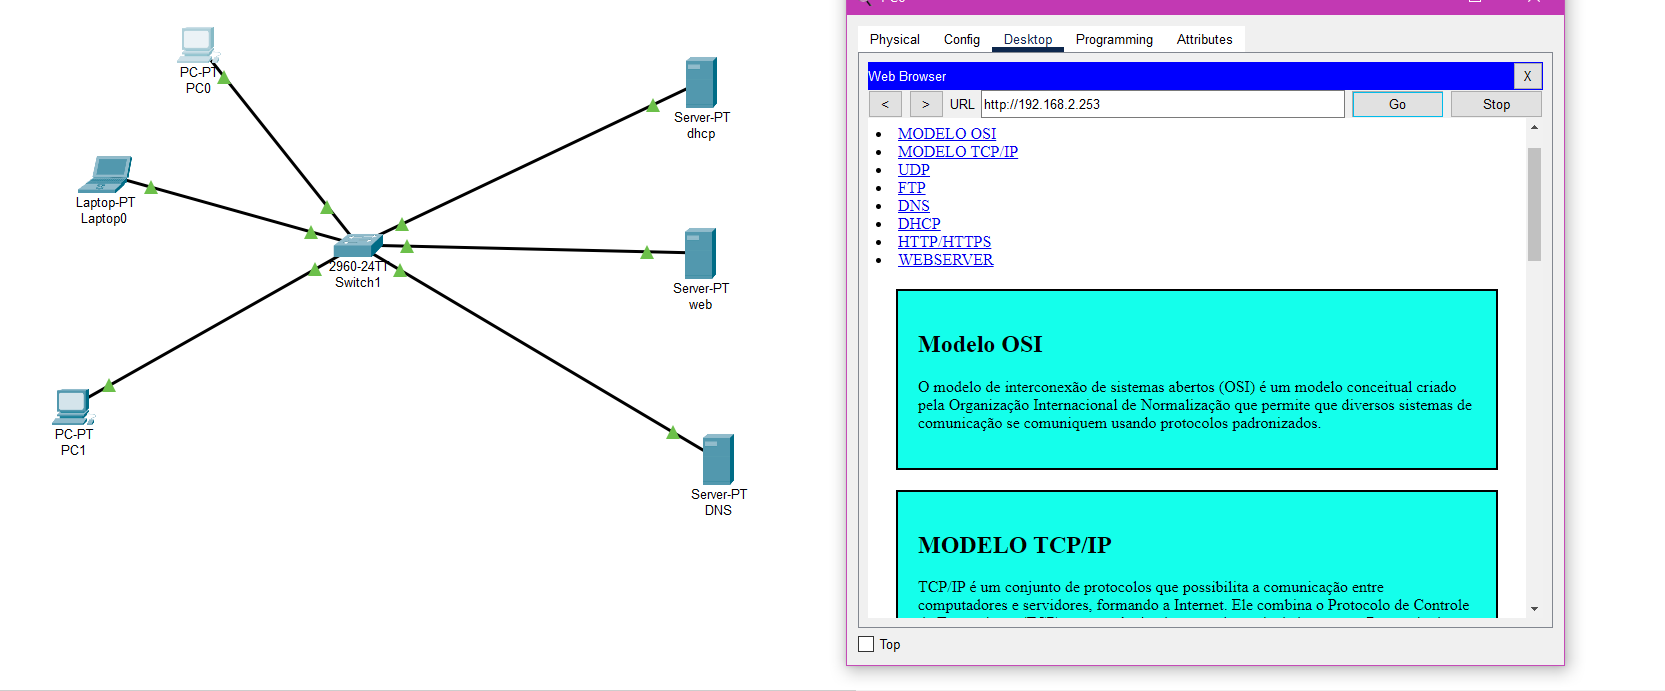 PC-PT
PC0
Laptop-PT
Laptop0
PC-PT
PC1
2960-24TT
Switch1
Server-PT
dhcp
Server-PT
web
Server-PT
DNS
Physical Config Desktop Programming Attributes
Web Browser X
< > URL http://192.168.2.253 Go Stop
• MODELO OSI
• MODELO TCP/IP
• UDP
• FTP
• DNS
• DHCP
• HTTP/HTTPS
• WEBSERVER
Modelo OSI
O modelo de interconexão de sistemas abertos (OSI) é um modelo conceitual criado
pela Organização Internacional de Normalização que permite que diversos sistemas de
comunicação se comuniquem usando protocolos padronizados.
MODELO TCP/IP
TCP/IP é um conjunto de protocolos que possibilita a comunicação entre
computadores e servidores, formando a Internet. Ele combina o Protocolo de Controle
Top